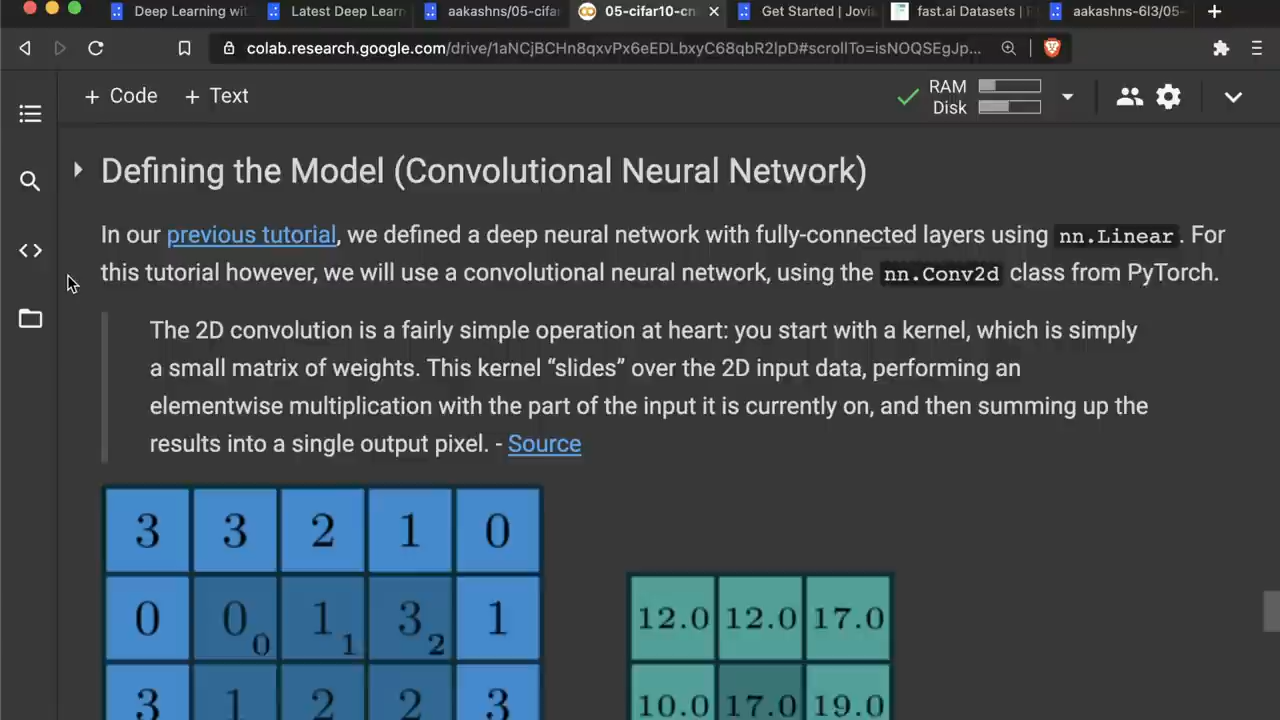 Deep Learning wit
Latest Deep Learn
aakashns/05-cifar
05-cifar10-cn
Get Started | Jovia
fast.ai Datasets | F
aakashns-6l3/05-
colab.research.google.com/drive/1aNCjBCHn8qxvPx6eEDLbxyC68qbR2lpD#scrollTo=isNOQSEgJp...
+ Code + Text
RAM
Disk
Defining the Model (Convolutional Neural Network)
In our previous tutorial, we defined a deep neural network with fully-connected layers using nn.Linear. For
this tutorial however, we will use a convolutional neural network, using the nn.Conv2d class from PyTorch.
The 2D convolution is a fairly simple operation at heart: you start with a kernel, which is simply
a small matrix of weights. This kernel “slides” over the 2D input data, performing an
elementwise multiplication with the part of the input it is currently on, and then summing up the
results into a single output pixel. - Source
3 3 2 1 0
0 0 0 1 1 3 2 1
3 1 2 2 3
12.0 12.0 17.0
10.0 17.0 19.0